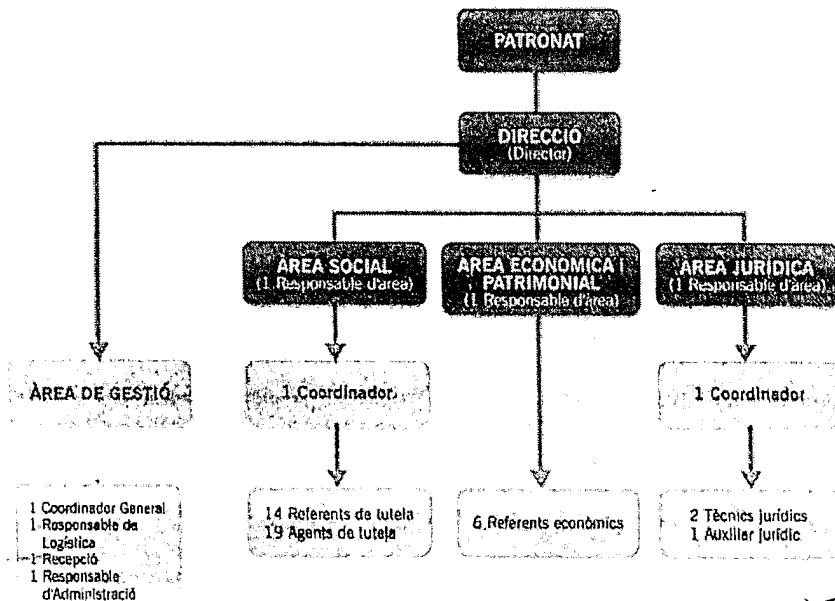 PATRONAT
DIRECCIÓ
(Director)
ÀREA SOCIAL
(1 Responsable d'àrea)
ÀREA ECONÒMICA I
PATRIMONIAL
(1 Responsable d'àrea)
ÀREA JURÍDICA
(1 Responsable d'àrea)
ÀREA DE GESTIÓ
1 Coordinador
1 Coordinador
1 Coordinador General
1 Responsable de
Logística
1 Recepció
1 Responsable
d'Administració
14 Referents de tutela
19 Agents de tutela
6 Referents econòmics
2 Tècnics jurídics
1 Auxiliar jurídic